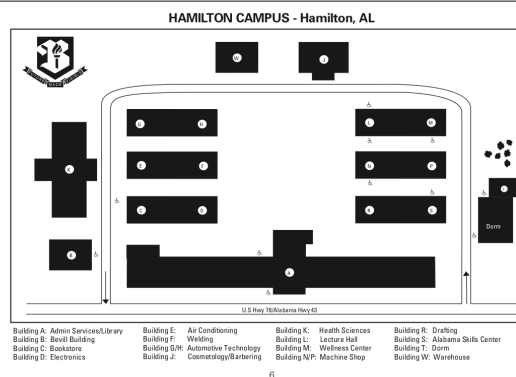 HAMILTON CAMPUS - Hamilton, AL
W
J
G H
L M
K
E F
N P
C D
R S
T
Dorm
B
A
U.S Hwy 78/Alabama Hwy 43
Building A: Admin Services/Library
Building B: Bevill Building
Building C: Bookstore
Building D: Electronics
Building E: Air Conditioning
Building F: Welding
Building G/H: Automotive Technology
Building J: Cosmetology/Barbering
Building K: Health Sciences
Building L: Lecture Hall
Building M: Wellness Center
Building N/P: Machine Shop
Building R: Drafting
Building S: Alabama Skills Center
Building T: Dorm
Building W: Warehouse
6